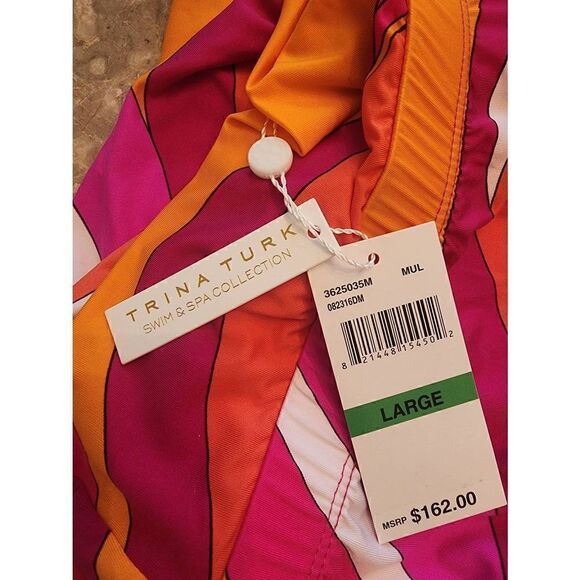 TRINA TURK
SWIM & SPA COLLECTION
3625035M MUL
082316DM
8 21448 15450 2
LARGE
MSRP $162.00